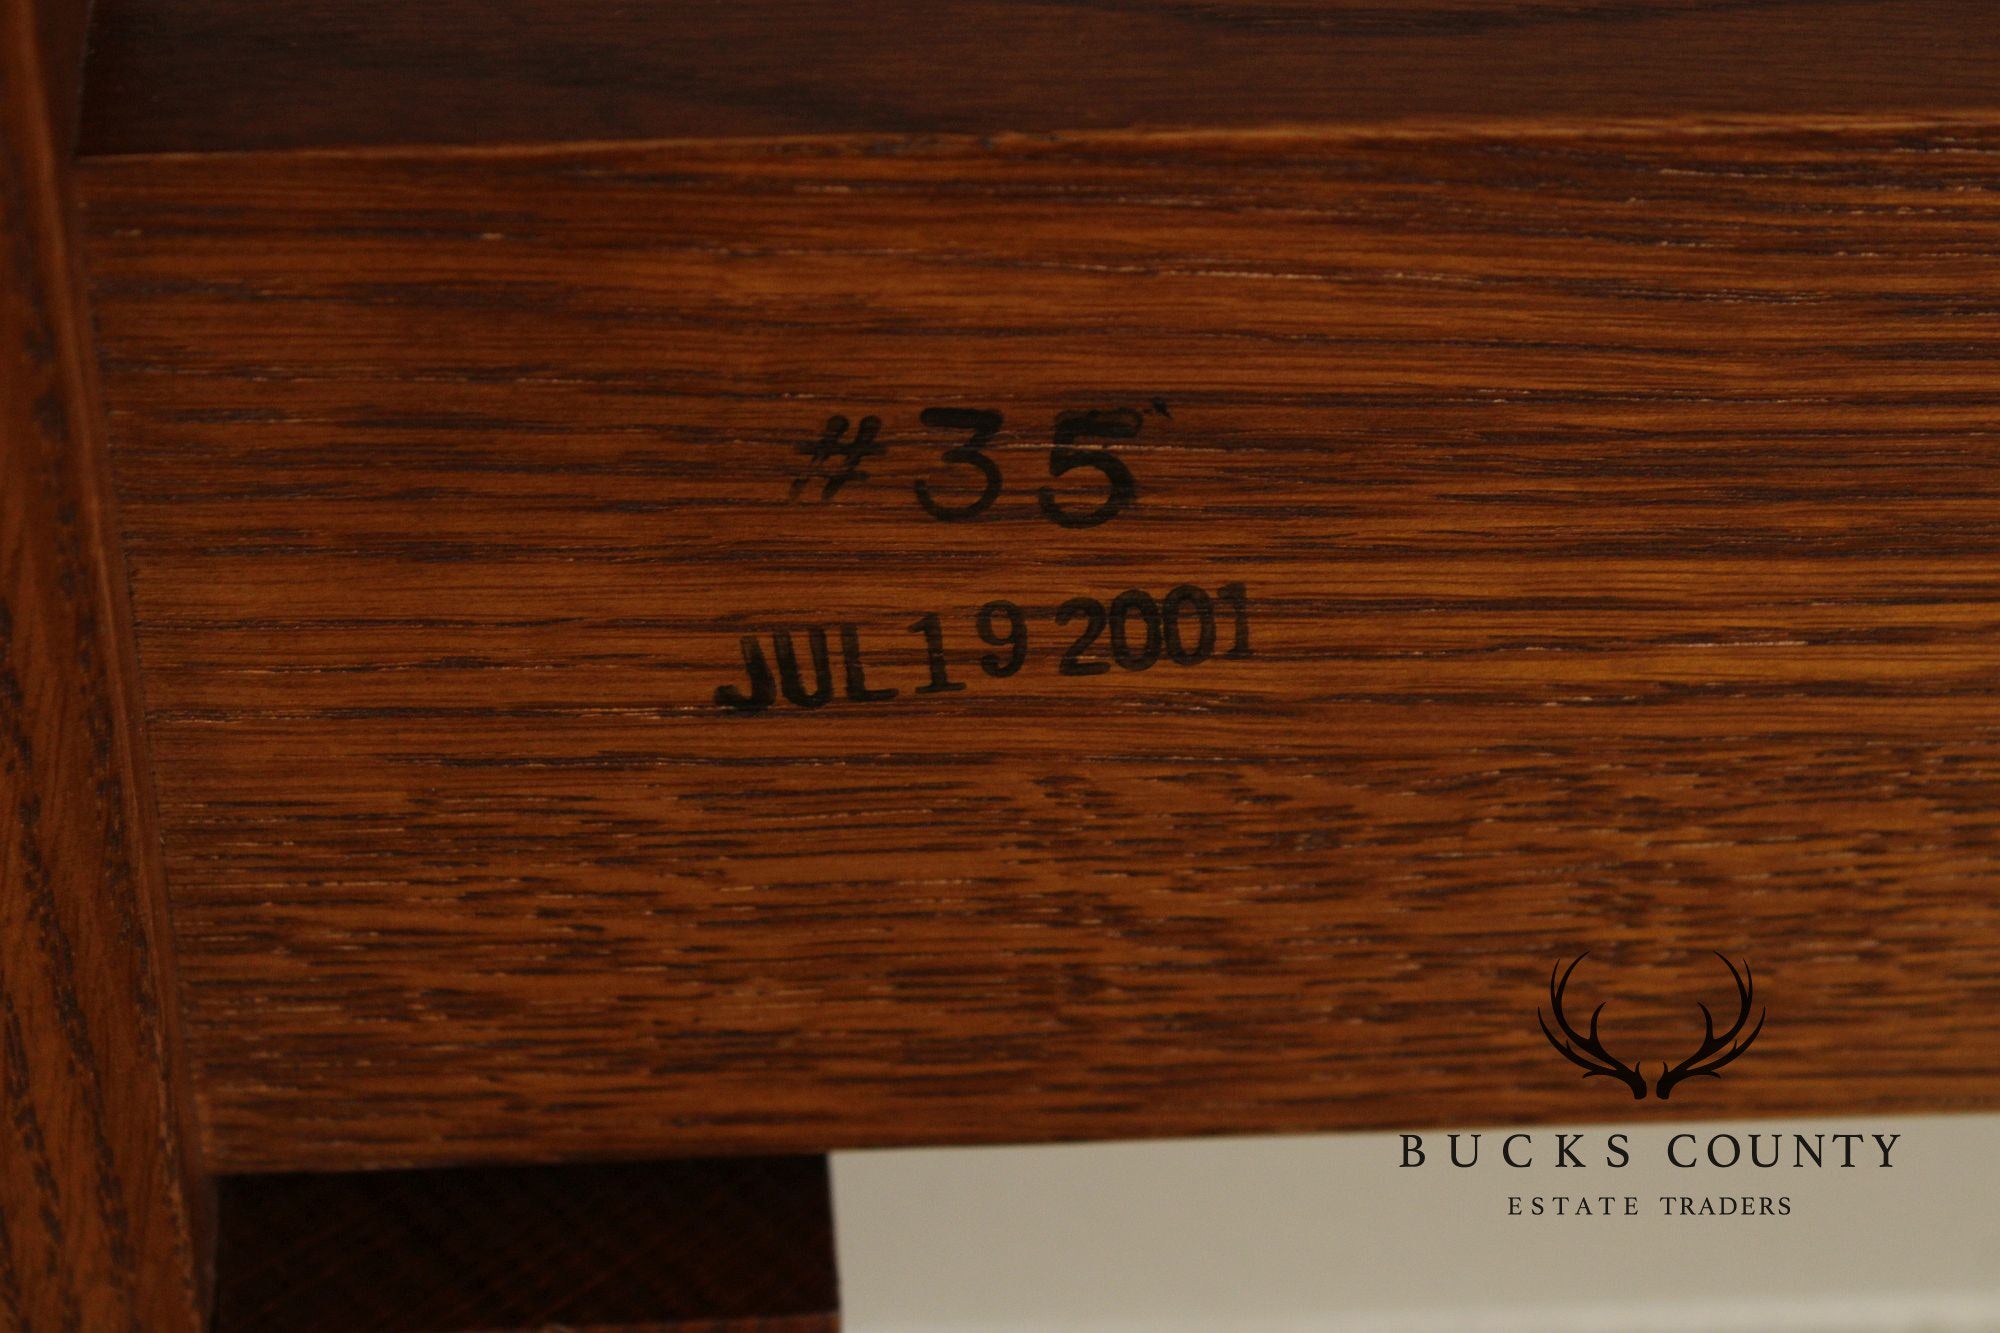 # 35
JUL 19 2001
BUCKS COUNTY
ESTATE TRADERS